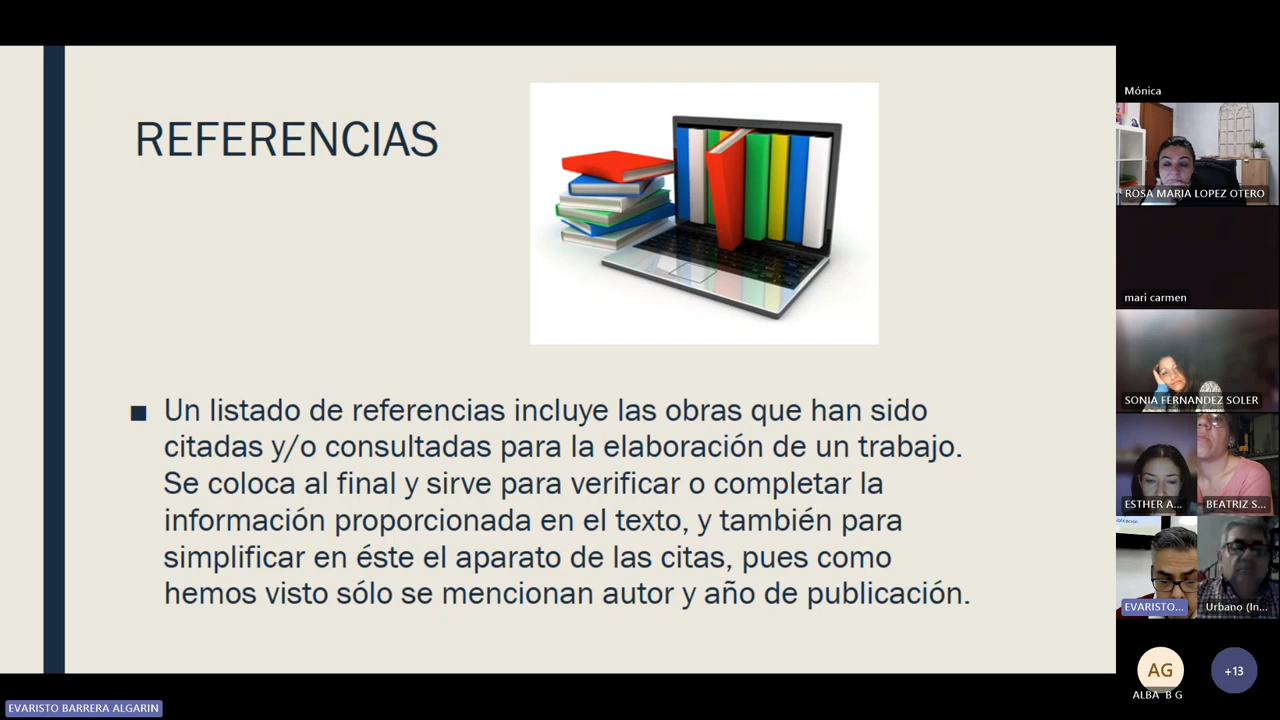 REFERENCIAS
■ Un listado de referencias incluye las obras que han sido
citadas y/o consultadas para la elaboración de un trabajo.
Se coloca al final y sirve para verificar o completar la
información proporcionada en el texto, y también para
simplificar en éste el aparato de las citas, pues como
hemos visto sólo se mencionan autor y año de publicación.
Mónica
ROSA MARIA LOPEZ OTERO
mari carmen
SONIA FERNANDEZ SOLER
ESTHER A...
BEATRIZ S...
EVARISTO...
Urbano (In...
AG
+13
ALBA B G
EVARISTO BARRERA ALGARIN